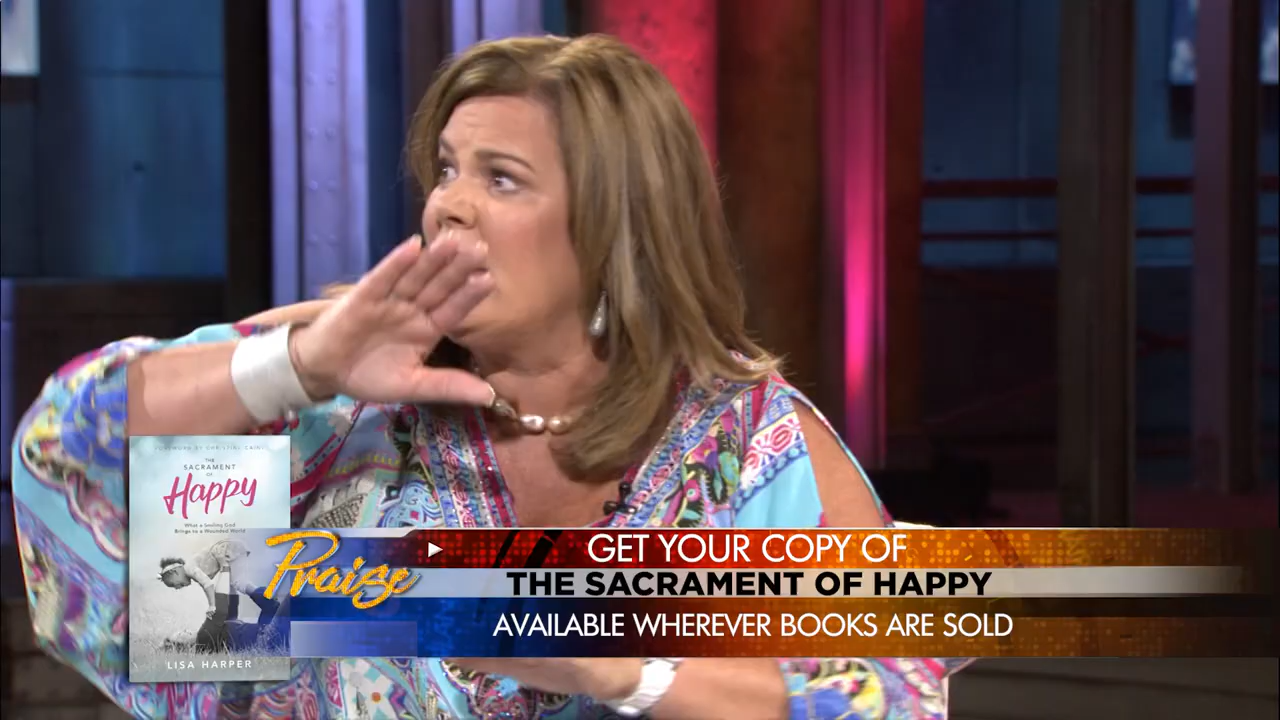 FOREWORD BY CHRISTINE CAINE
THE
SACRAMENT
OF
Happy
What a Smiling God
Brings to a Wounded World
LISA HARPER
Praise
GET YOUR COPY OF
THE SACRAMENT OF HAPPY
AVAILABLE WHEREVER BOOKS ARE SOLD